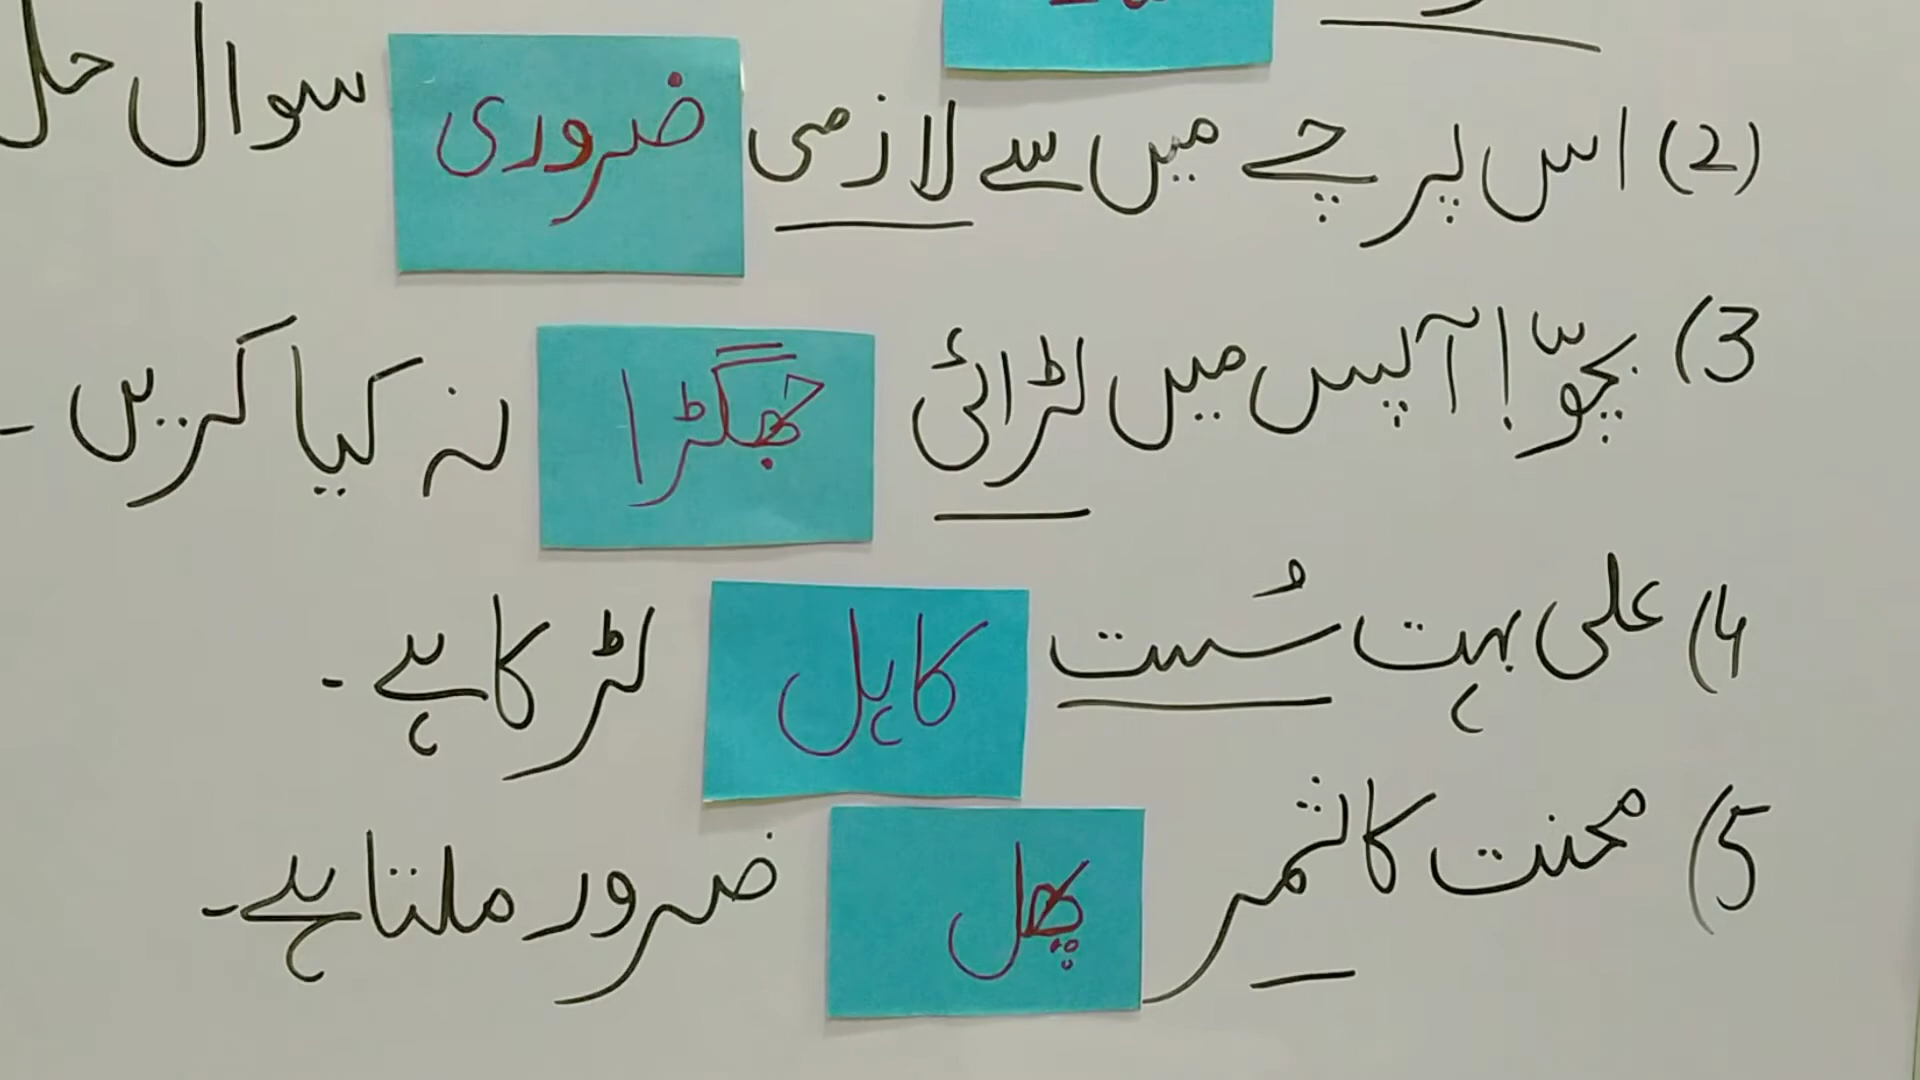 (2) اس پرچے میں سے لازمی ضروری سوال حل
3) بچّو! آپس میں لڑائی جھگڑا نہ کیا کریں۔
4) علی بہت سُست کاہل لڑکا ہے۔
5) محنت کا ثمر پھل ضرور ملتا ہے۔